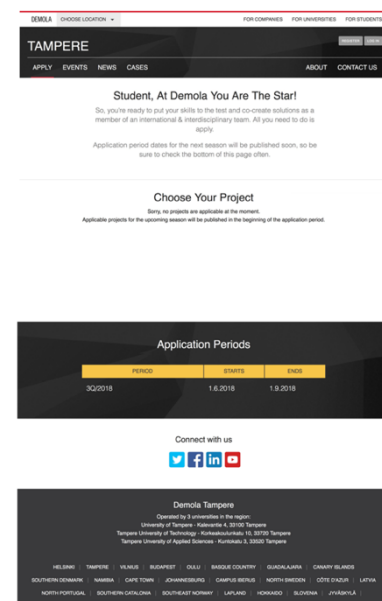 DEMOLA CHOOSE LOCATION FOR COMPANIES FOR UNIVERSITIES FOR STUDENTS
TAMPERE REGISTER LOG IN
APPLY EVENTS NEWS CASES ABOUT CONTACT US
Student, At Demola You Are The Star!
So, you're ready to put your skills to the test and co-create solutions as a
member of an international & interdisciplinary team. All you need to do is
apply.
Application period dates for the next season will be published soon, so be
sure to check the bottom of this page often.
Choose Your Project
Sorry, no projects are applicable at the moment.
Applicable projects for the upcoming season will be published in the beginning of the application period.
Application Periods
PERIOD STARTS ENDS
3Q/2018 1.6.2018 1.9.2018
Connect with us
Demola Tampere
Operated by 3 universities in the region:
University of Tampere - Kalevantie 4, 33100 Tampere
Tampere University of Technology - Korkeakoulunkatu 10, 33720 Tampere
Tampere University of Applied Sciences - Kuntokatu 3, 33520 Tampere
HELSINKI | TAMPERE | VILNIUS | BUDAPEST | OULU | BASQUE COUNTRY | GUADALAJARA | CANARY ISLANDS
SOUTHERN DENMARK | NAMIBIA | CAPE TOWN | JOHANNESBURG | CAMPUS IBERUS | NORTH SWEDEN | CÔTE D'AZUR | LATVIA
NORTH PORTUGAL | SOUTHERN CATALONIA | SOUTHEAST NORWAY | LAPLAND | HOKKAIDO | SLOVENIA | JYVÄSKYLÄ |